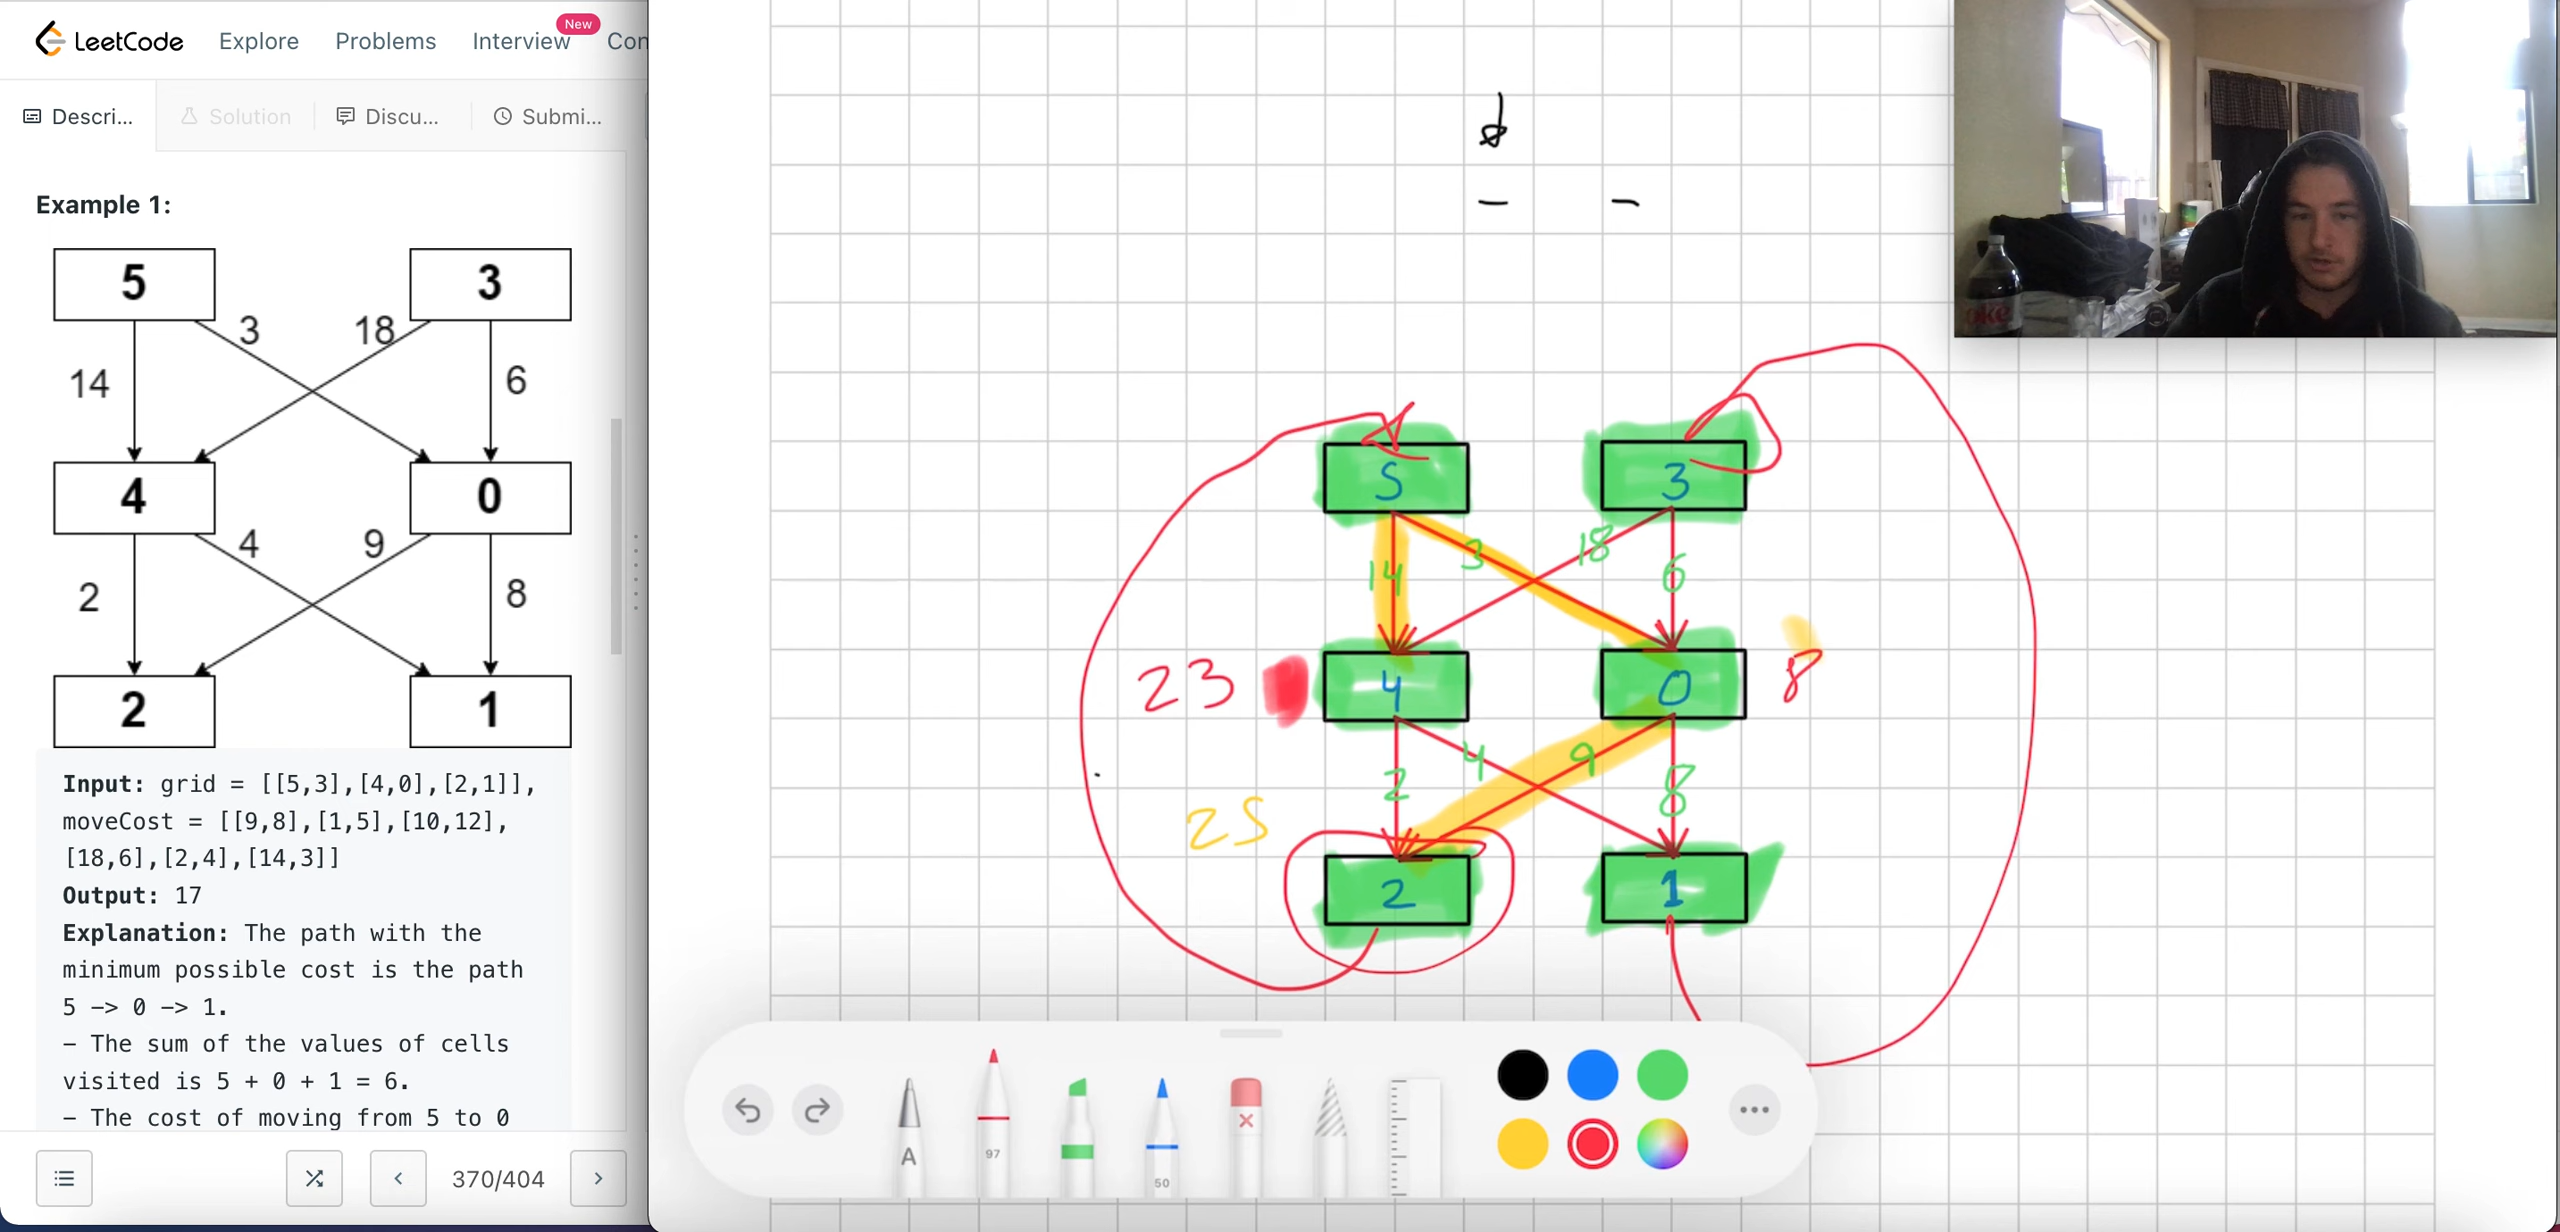 LeetCode Explore Problems Interview New Con
Descri... Solution Discu... Submi...
Example 1:
5 3
3 18
14 6
4 0
4 9
2 8
2 1
Input: grid = [[5,3],[4,0],[2,1]],
moveCost = [[9,8],[1,5],[10,12],
[18,6],[2,4],[14,3]]
Output: 17
Explanation: The path with the
minimum possible cost is the path
5 –> 0 –> 1.
– The sum of the values of cells
visited is 5 + 0 + 1 = 6.
– The cost of moving from 5 to 0
370/404
5 3
14 3 18 6
23 4 0 8
2 4 9 8
25
2 1
A 97 50
oke